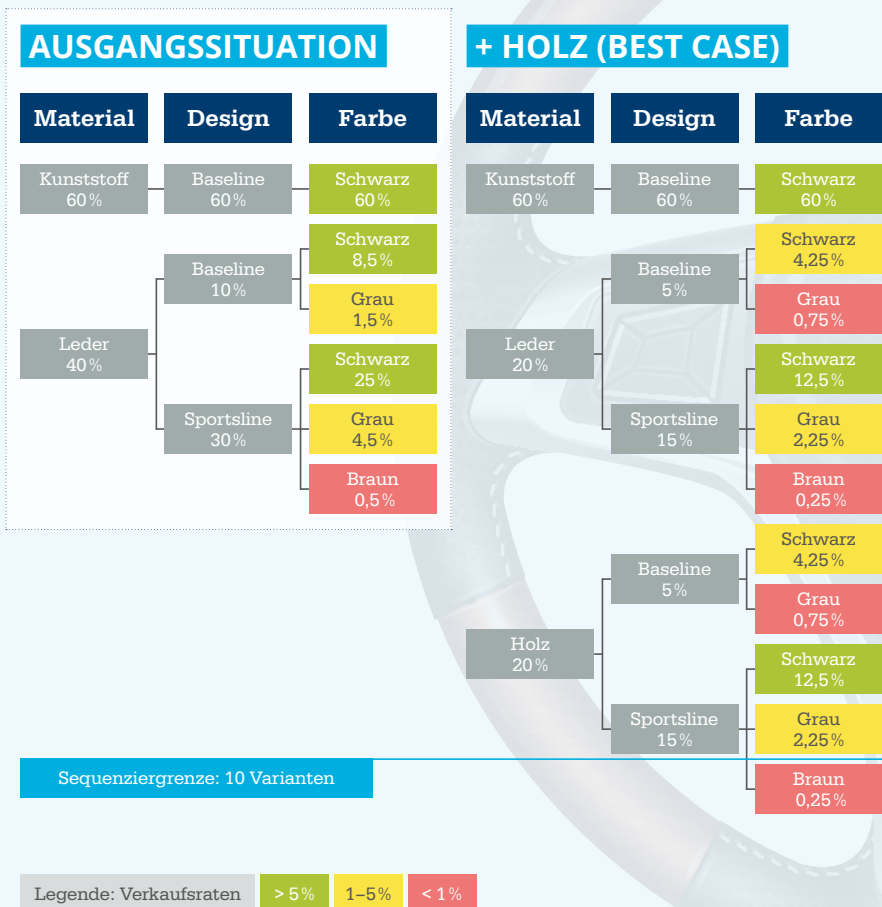 AUSGANGSSITUATION
Material Design Farbe
Kunststoff
60%
Baseline
60%
Schwarz
60%
Leder
40%
Baseline
10%
Schwarz
8,5%
Grau
1,5%
Sportsline
30%
Schwarz
25%
Grau
4,5%
Braun
0,5%
+ HOLZ (BEST CASE)
Material Design Farbe
Kunststoff
60%
Baseline
60%
Schwarz
60%
Leder
20%
Baseline
5%
Schwarz
4,25%
Grau
0,75%
Sportsline
15%
Schwarz
12,5%
Grau
2,25%
Braun
0,25%
Holz
20%
Baseline
5%
Schwarz
4,25%
Grau
0,75%
Sportsline
15%
Schwarz
12,5%
Grau
2,25%
Braun
0,25%
Sequenziergrenze: 10 Varianten
Legende: Verkaufsraten > 5% 1–5% < 1%